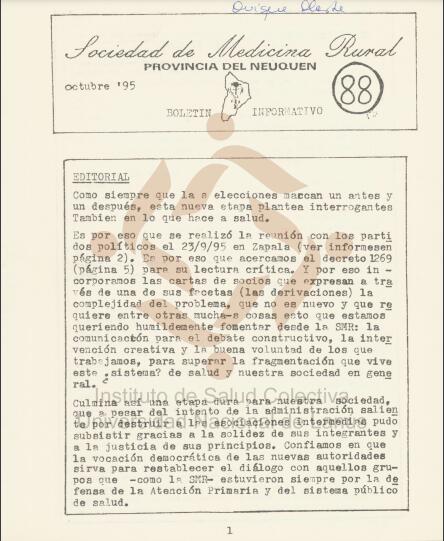 Sociedad de Medicina Rural
PROVINCIA DEL NEUQUEN
octubre '95
88
BOLETIN INFORMATIVO
EDITORIAL
Como siempre que la s elecciones marcan un antes y
un después, esta nueva etapa plantea interrogantes
Tambien en lo que hace a salud.
Es por eso que se realizó la reunión con los parti
dos políticos el 23/9/95 en Zapala (ver informesen
página 2). Es por eso que acercamos el decreto1269
(página 5) para su lectura crítica. Y por eso in-
corporamos las cartas de socios que expresan a tra
vés de una de sus facetas (las derivaciones) la
complejidad del problema, que no es nuevo y que re
quiere entre otras mucha-s cosas esto que estamos
queriendo humildemente fomentar desde la SMR: la
comunicación para el debate constructivo, la inter
vención creativa y la buena voluntad de los que
trabajamos, para superar la fragmentación que vive
este ¿sistema? de salud y nuestra sociedad en gene
ral.
Instituto de Salud Colectiva
Culmina así una etapa dura para nuestra sociedad,
que a pesar del intento de la administración salien
Universidad Nacional de Lanús
te por destruir a las asociaciones intermedias pudo
subsistir gracias a la solidez de sus integrantes y
a la justicia de sus principios. Confiamos en que
la vocación democrática de las nuevas autoridades
sirva para restablecer el diálogo con aquellos gru-
pos que -como la SMR- estuvieron siempre por la de
fensa de la Atención Primaria y del sistema público
de salud.
1